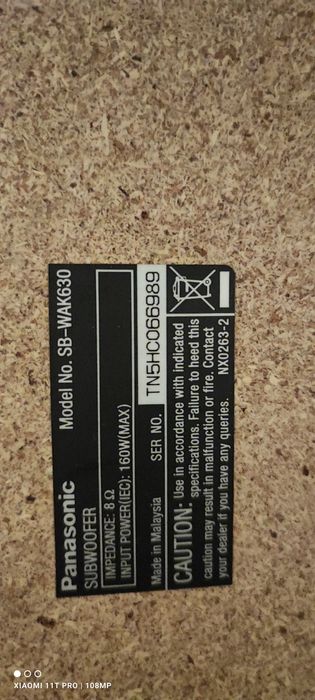 Panasonic Model No. SB-WAK630
SUBWOOFER
IMPEDANCE: 8 Ω
INPUT POWER(IEC): 160W(MAX)
Made in Malaysia SER NO. TN5HC066989
CAUTION: Use in accordance with indicated
specifications. Failure to heed this
caution may result in malfunction or fire. Contact
your dealer if you have any queries. NX0263-2
XIAOMI 11T PRO | 108MP